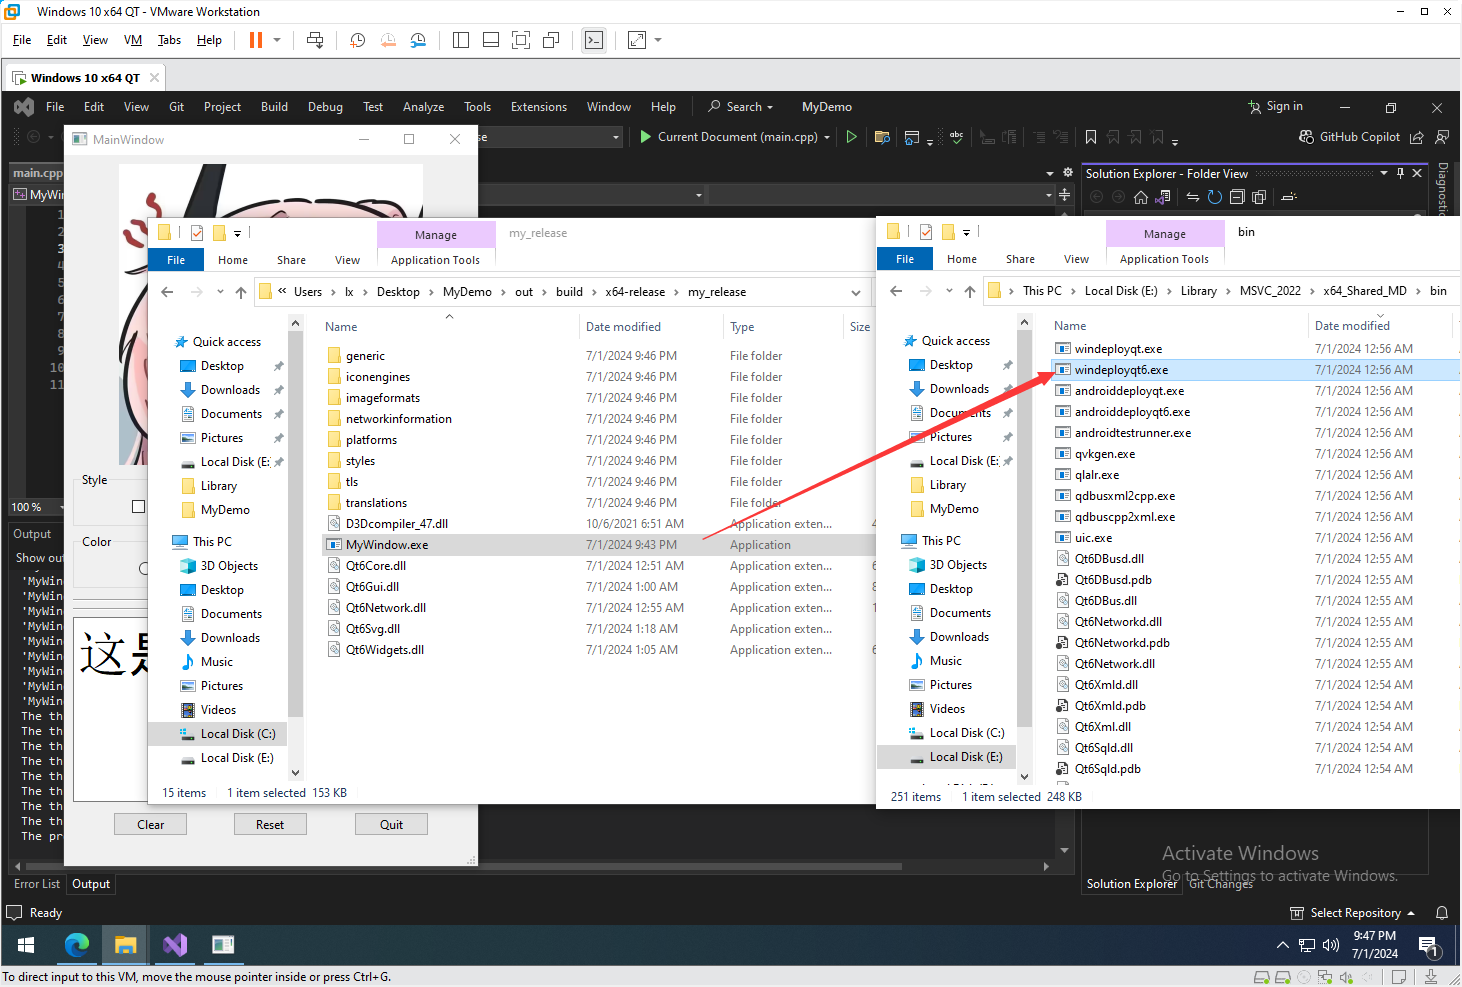 Windows 10 x64 QT - VMware Workstation
File Edit View VM Tabs Help
Windows 10 x64 QT
File Edit View Git Project Build Debug Test Analyze Tools Extensions Window Help Search MyDemo Sign in
Current Document (main.cpp) GitHub Copilot
MainWindow
main.cpp
Solution Explorer - Folder View
Diagnosti
MyWin
1
2
3
4
5
6
7
8
9
10
11
100 %
Output
Show out
'MyWin
'MyWin
'MyWin
'MyWin
'MyWin
'MyWin
'MyWin
'MyWin
'MyWin
The th
The th
The th
The th
The th
The th
The th
The th
The pro
Style
Color
这是
Clear Reset Quit
Manage my_release
File Home Share View Application Tools
« Users › lx › Desktop › MyDemo › out › build › x64-release › my_release
Quick access
Desktop
Downloads
Documents
Pictures
Local Disk (E:
Library
MyDemo
This PC
3D Objects
Desktop
Documents
Downloads
Music
Pictures
Videos
Local Disk (C:)
Local Disk (E:)
Name Date modified Type Size
generic 7/1/2024 9:46 PM File folder
iconengines 7/1/2024 9:46 PM File folder
imageformats 7/1/2024 9:46 PM File folder
networkinformation 7/1/2024 9:46 PM File folder
platforms 7/1/2024 9:46 PM File folder
styles 7/1/2024 9:46 PM File folder
tls 7/1/2024 9:46 PM File folder
translations 7/1/2024 9:46 PM File folder
D3Dcompiler_47.dll 10/6/2021 6:51 AM Application exten... 4
MyWindow.exe 7/1/2024 9:43 PM Application
Qt6Core.dll 7/1/2024 12:51 AM Application exten... 6
Qt6Gui.dll 7/1/2024 1:00 AM Application exten... 8
Qt6Network.dll 7/1/2024 12:55 AM Application exten... 1
Qt6Svg.dll 7/1/2024 1:18 AM Application exten...
Qt6Widgets.dll 7/1/2024 1:05 AM Application exten... 6
15 items 1 item selected 153 KB
Manage bin
File Home Share View Application Tools
This PC › Local Disk (E:) › Library › MSVC_2022 › x64_Shared_MD › bin
Quick access
Desktop
Downloads
Documents
Pictures
Local Disk (E:
Library
MyDemo
This PC
3D Objects
Desktop
Documents
Downloads
Music
Pictures
Videos
Local Disk (C:)
Local Disk (E:)
Name Date modified
windeployqt.exe 7/1/2024 12:56 AM
windeployqt6.exe 7/1/2024 12:56 AM
androiddeployqt.exe 7/1/2024 12:56 AM
androiddeployqt6.exe 7/1/2024 12:56 AM
androidtestrunner.exe 7/1/2024 12:56 AM
qvkgen.exe 7/1/2024 12:56 AM
qlalr.exe 7/1/2024 12:56 AM
qdbusxml2cpp.exe 7/1/2024 12:56 AM
qdbuscpp2xml.exe 7/1/2024 12:56 AM
uic.exe 7/1/2024 12:56 AM
Qt6DBusd.dll 7/1/2024 12:55 AM
Qt6DBusd.pdb 7/1/2024 12:55 AM
Qt6DBus.dll 7/1/2024 12:55 AM
Qt6Networkd.dll 7/1/2024 12:55 AM
Qt6Networkd.pdb 7/1/2024 12:55 AM
Qt6Network.dll 7/1/2024 12:55 AM
Qt6Xmld.dll 7/1/2024 12:54 AM
Qt6Xmld.pdb 7/1/2024 12:54 AM
Qt6Xml.dll 7/1/2024 12:54 AM
Qt6Sqld.dll 7/1/2024 12:54 AM
Qt6Sqld.pdb 7/1/2024 12:54 AM
251 items 1 item selected 248 KB
Activate Windows
Go to Settings to activate Windows.
Error List Output
Solution Explorer Git Changes
Ready Select Repository
9:47 PM
7/1/2024
1
To direct input to this VM, move the mouse pointer inside or press Ctrl+G.